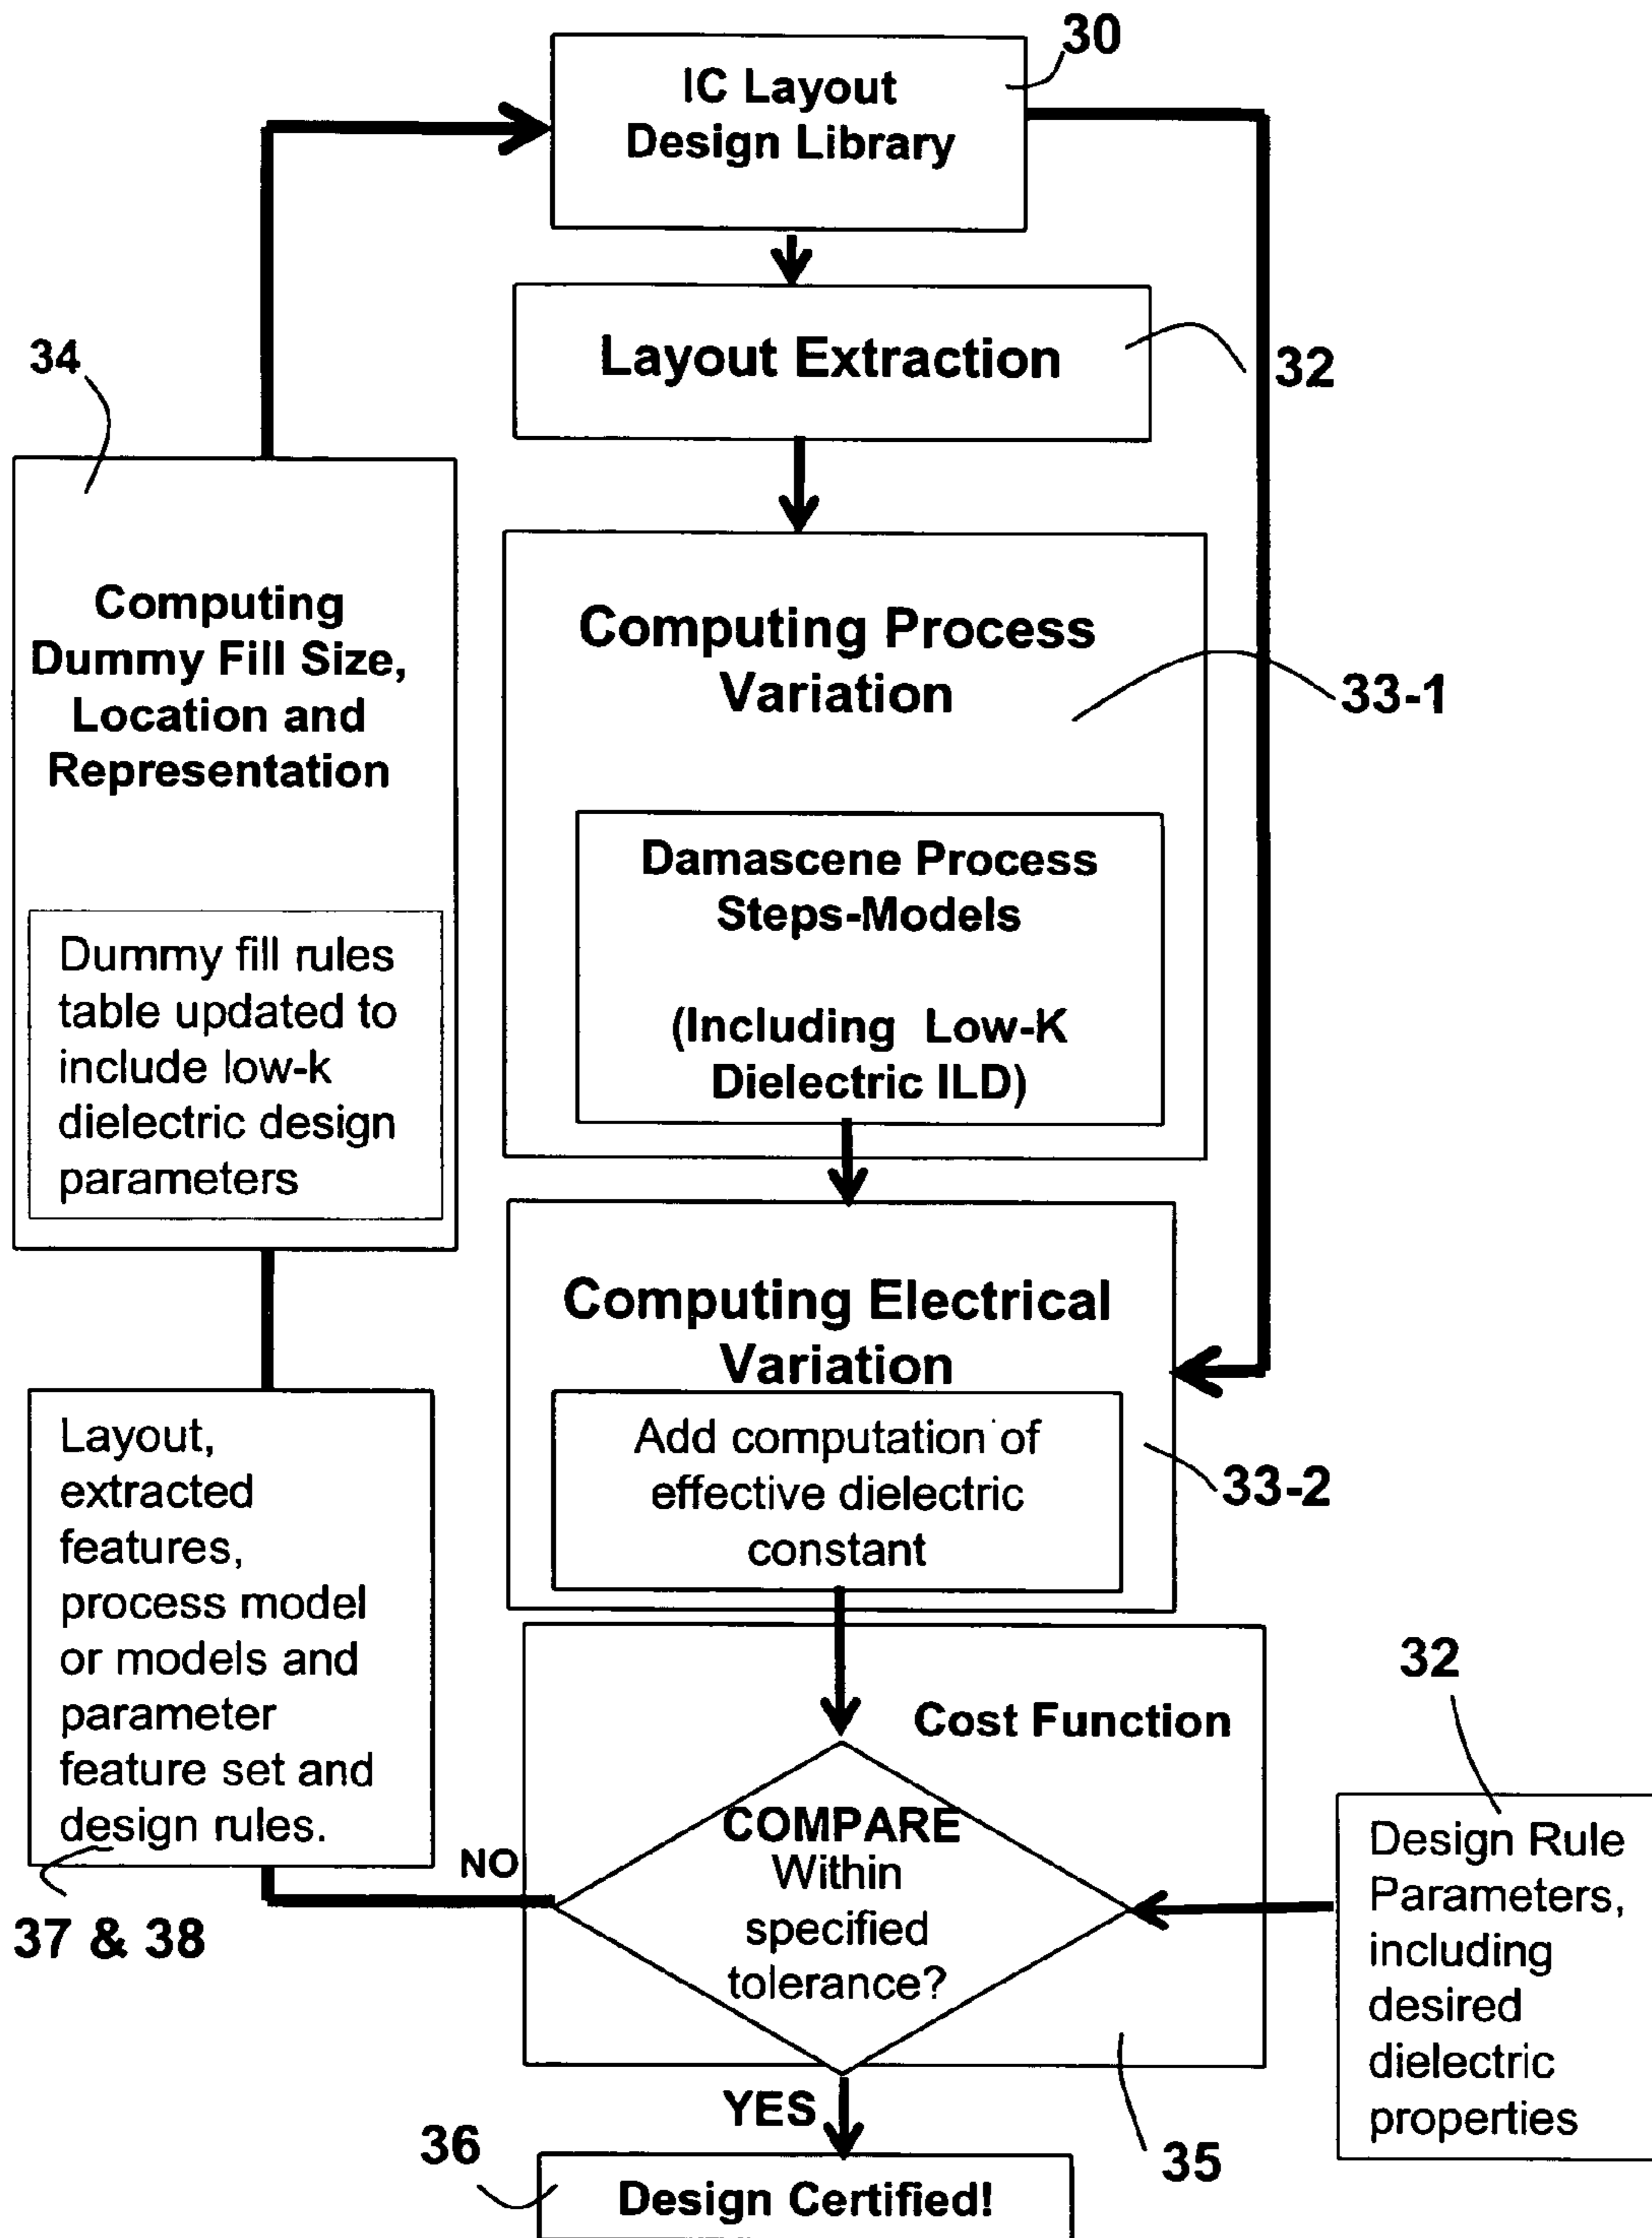 30
IC Layout
Design Library
Layout Extraction
32
34
Computing
Dummy Fill Size,
Location and
Representation
Dummy fill rules
table updated to
include low-k
dielectric design
parameters
Computing Process
Variation
33-1
Damascene Process
Steps-Models
(Including Low-K
Dielectric ILD)
Computing Electrical
Variation
Add computation of
effective dielectric
constant
33-2
Layout,
extracted
features,
process model
or models and
parameter
feature set and
design rules.
37 & 38
NO
Cost Function
COMPARE
Within
specified
tolerance?
35
32
Design Rule
Parameters,
including
desired
dielectric
properties
YES
36
Design Certified!